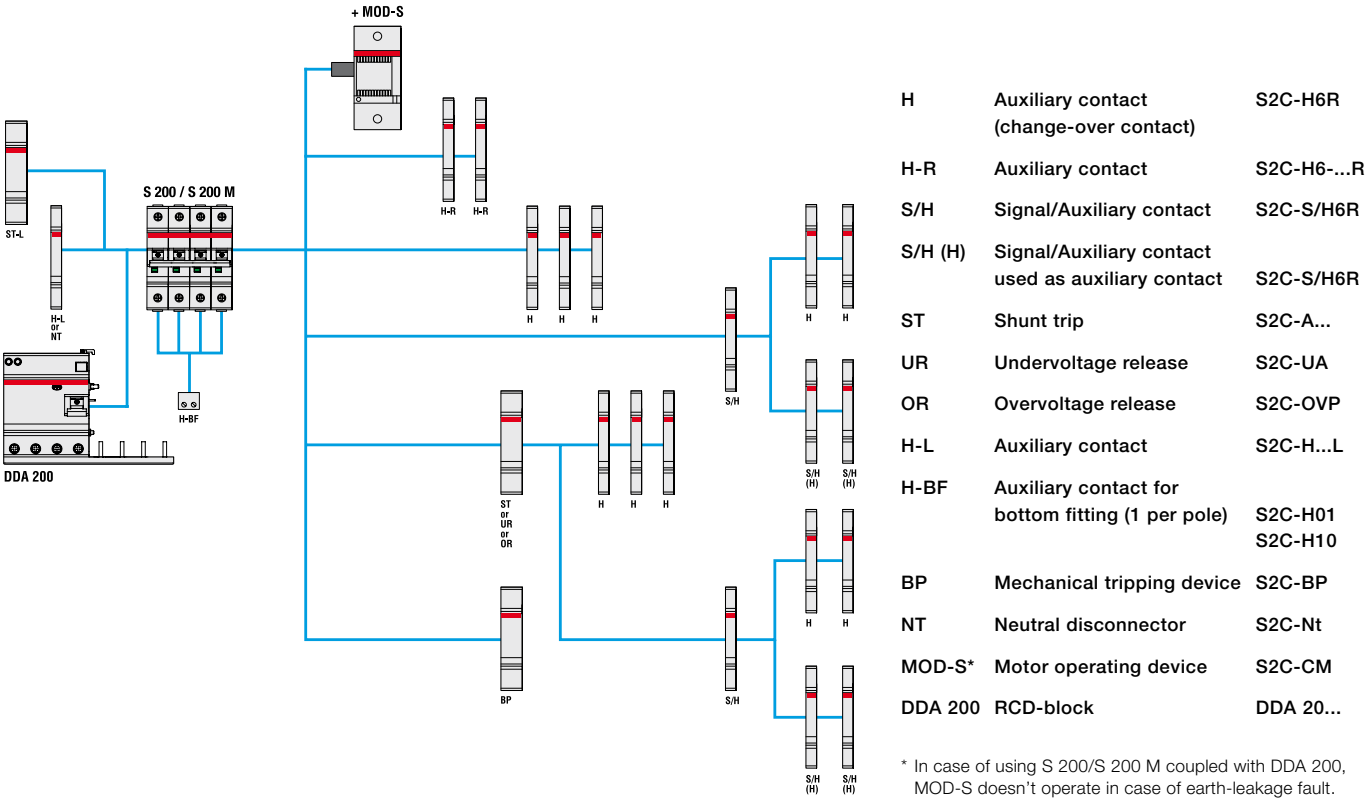 + MOD-S
H-R H-R
S 200 / S 200 M
ST-L
H-L
or
NT
H H H
H H
S/H
H-BF
DDA 200
S/H
(H)
S/H
(H)
ST
or
UR
or
OR
H H H
H H
BP
S/H
S/H
(H)
S/H
(H)
H Auxiliary contact S2C-H6R
(change-over contact)
H-R Auxiliary contact S2C-H6-...R
S/H Signal/Auxiliary contact S2C-S/H6R
S/H (H) Signal/Auxiliary contact
used as auxiliary contact S2C-S/H6R
ST Shunt trip S2C-A...
UR Undervoltage release S2C-UA
OR Overvoltage release S2C-OVP
H-L Auxiliary contact S2C-H...L
H-BF Auxiliary contact for
bottom fitting (1 per pole) S2C-H01
S2C-H10
BP Mechanical tripping device S2C-BP
NT Neutral disconnector S2C-Nt
MOD-S* Motor operating device S2C-CM
DDA 200 RCD-block DDA 20...
* In case of using S 200/S 200 M coupled with DDA 200,
MOD-S doesn't operate in case of earth-leakage fault.